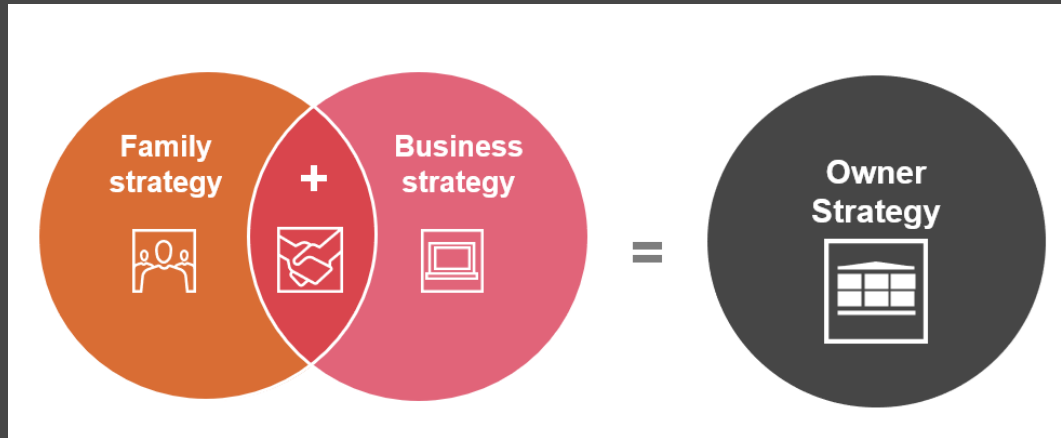 Family
strategy
+
Business
strategy
=
Owner
Strategy